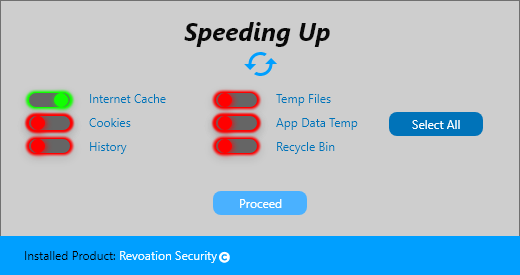 Speeding Up
Internet Cache
Temp Files
Cookies
App Data Temp
Select All
History
Recycle Bin
Proceed
Installed Product: Revoation Security ©